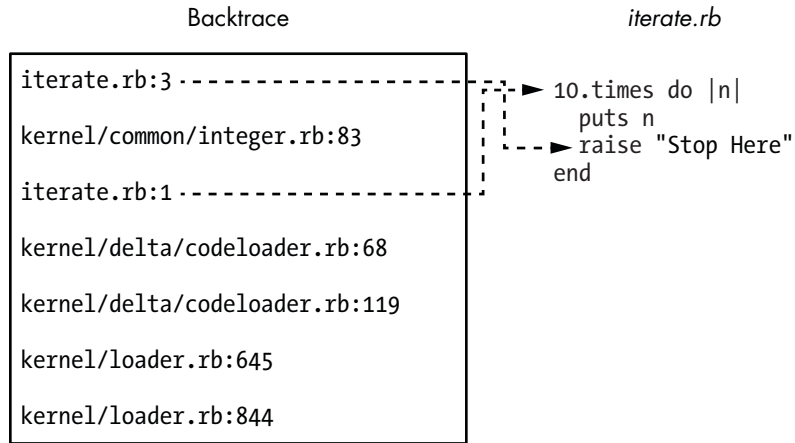 Backtrace
iterate.rb:3
kernel/common/integer.rb:83
iterate.rb:1
kernel/delta/codeloader.rb:68
kernel/delta/codeloader.rb:119
kernel/loader.rb:645
kernel/loader.rb:844
iterate.rb
10.times do |n|
puts n
raise "Stop Here"
end